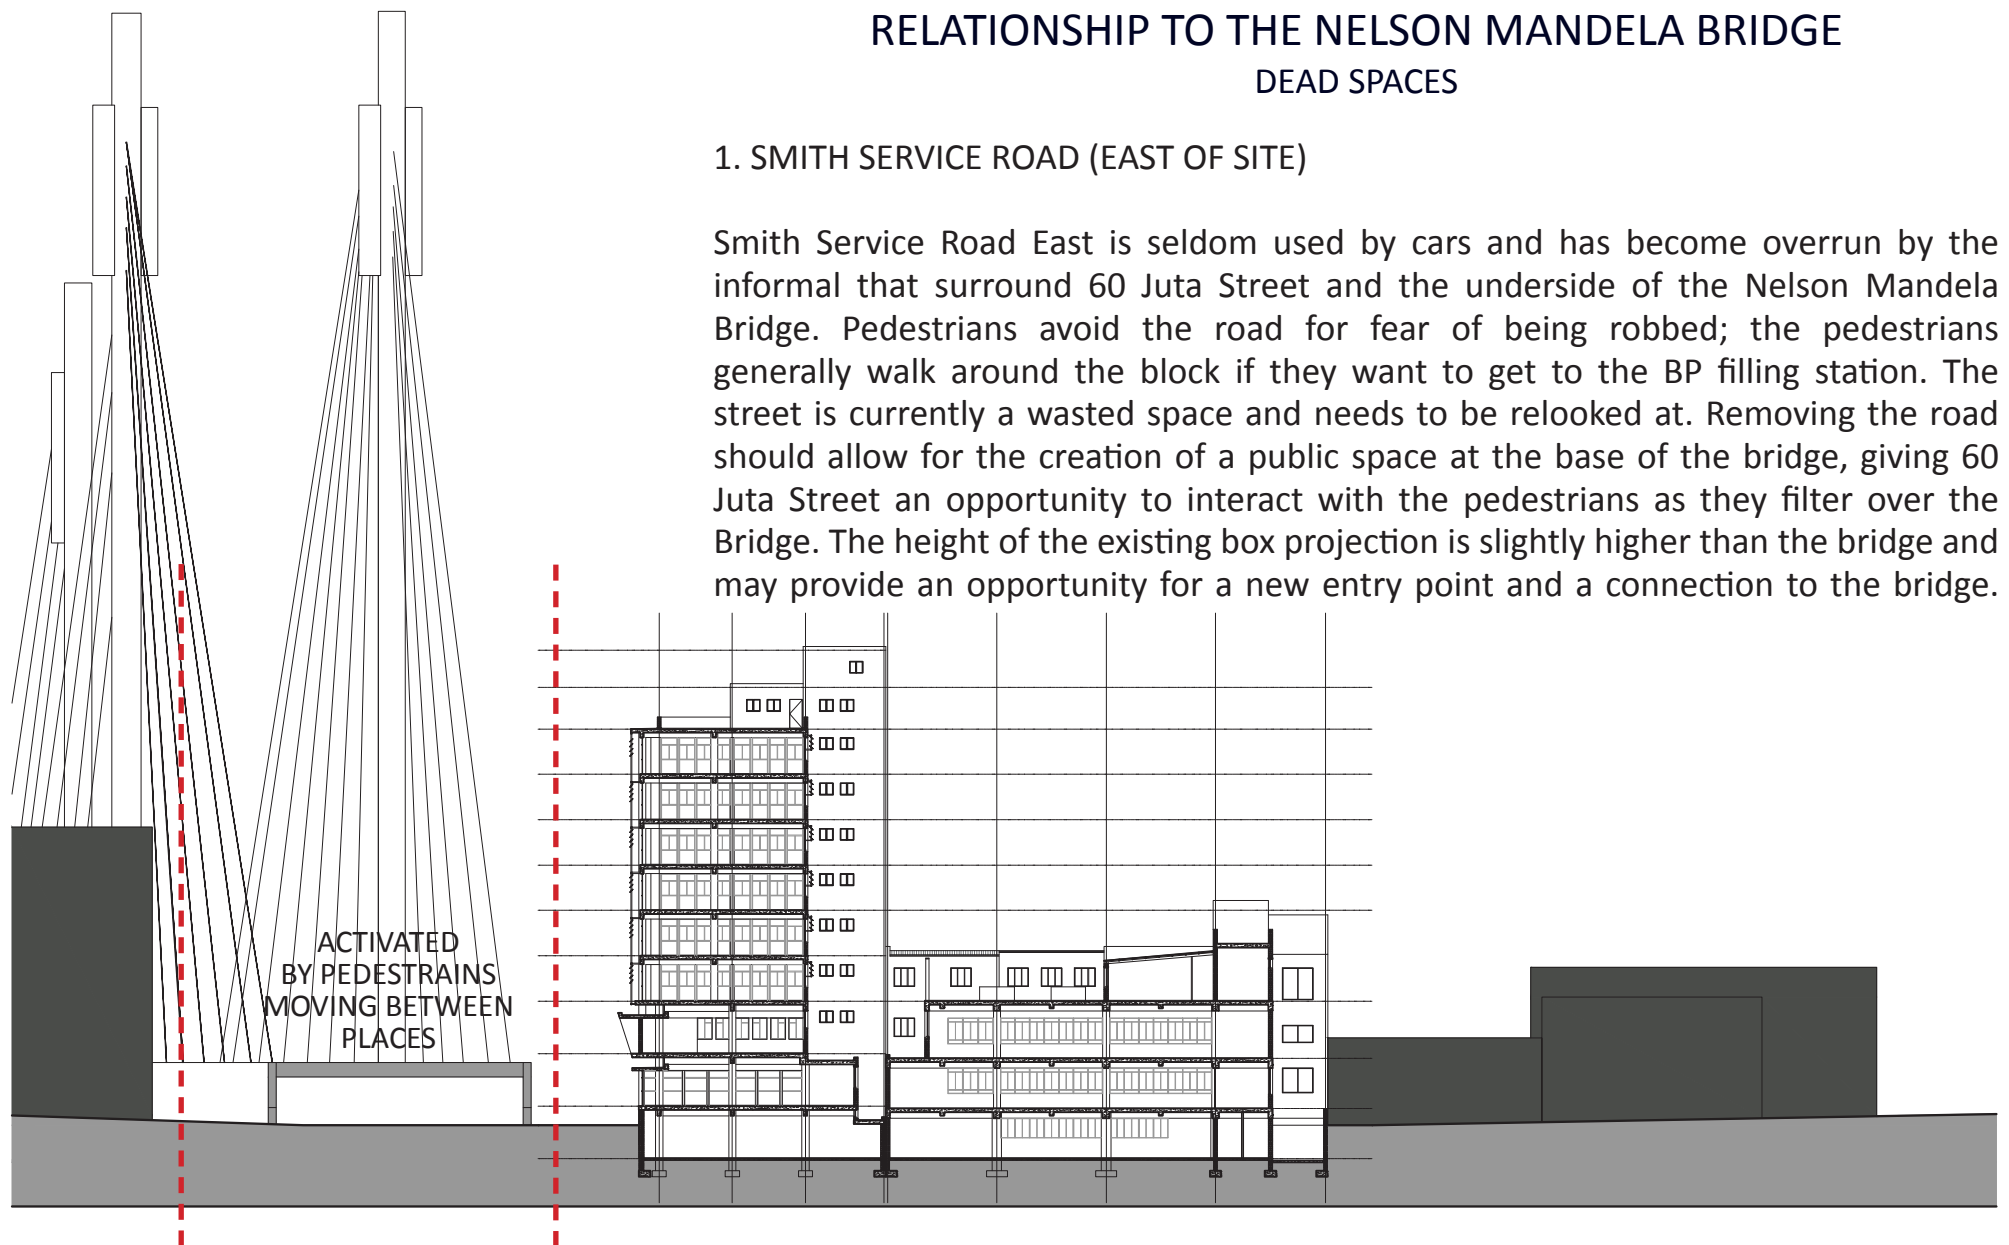 RELATIONSHIP TO THE NELSON MANDELA BRIDGE
DEAD SPACES
1. SMITH SERVICE ROAD (EAST OF SITE)
Smith Service Road East is seldom used by cars and has become overrun by the
informal that surround 60 Juta Street and the underside of the Nelson Mandela
Bridge. Pedestrians avoid the road for fear of being robbed; the pedestrians
generally walk around the block if they want to get to the BP filling station. The
street is currently a wasted space and needs to be relooked at. Removing the road
should allow for the creation of a public space at the base of the bridge, giving 60
Juta Street an opportunity to interact with the pedestrians as they filter over the
Bridge. The height of the existing box projection is slightly higher than the bridge and
may provide an opportunity for a new entry point and a connection to the bridge.
ACTIVATED
BY PEDESTRAINS
MOVING BETWEEN
PLACES